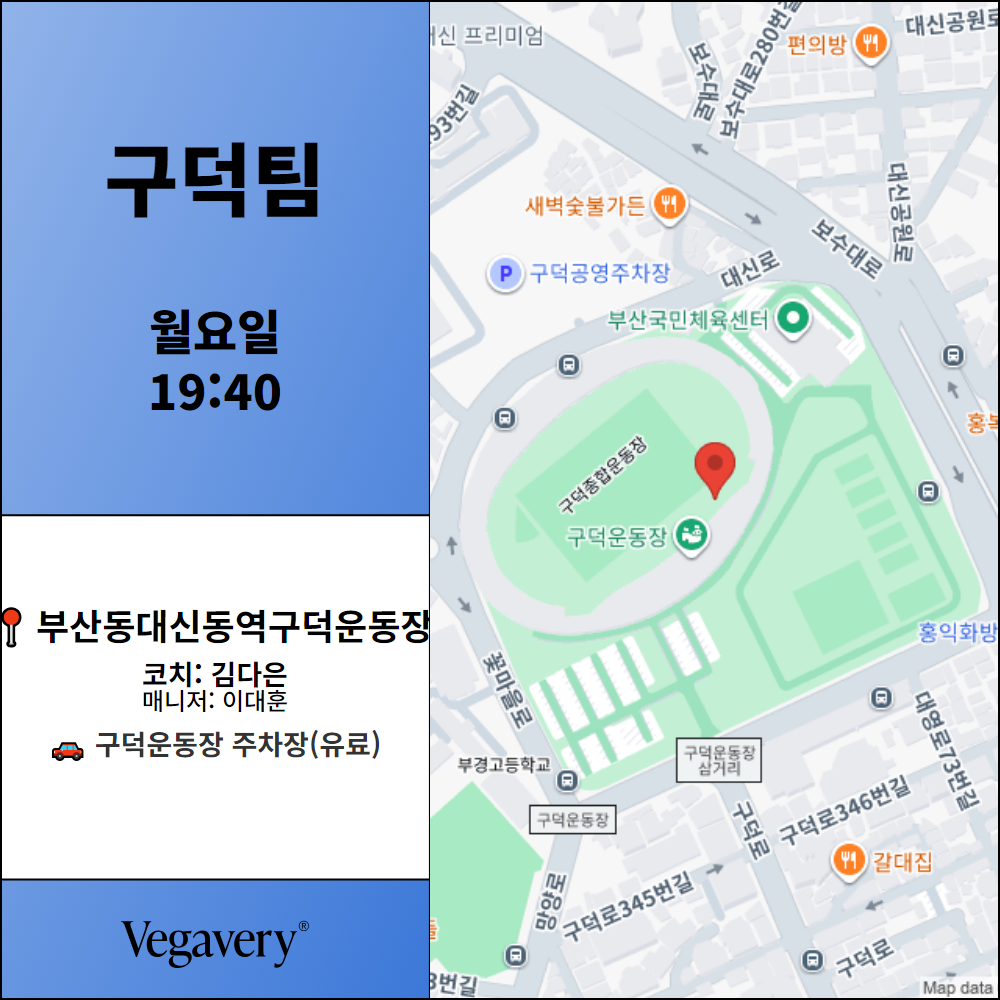 구덕팀
월요일
19:40
부산동대신동역구덕운동장
코치: 김다은
매니저: 이대훈
구덕운동장 주차장(유료)
Vegavery®
신 프리미엄
편의방
대신공원로
보수대로
보수대로280번길
93번길
새벽숯불가든
P 구덕공영주차장
대신로
보수대로
대신공원로
부산국민체육센터
홍복
구덕종합운동장
구덕운동장
홍익화방
꽃마을로
구덕운동장
삼거리
부경고등학교
구덕운동장
대영로73번길
구덕로
구덕로346번길
갈대집
망양로
구덕로345번길
구덕로
3번길
Map data